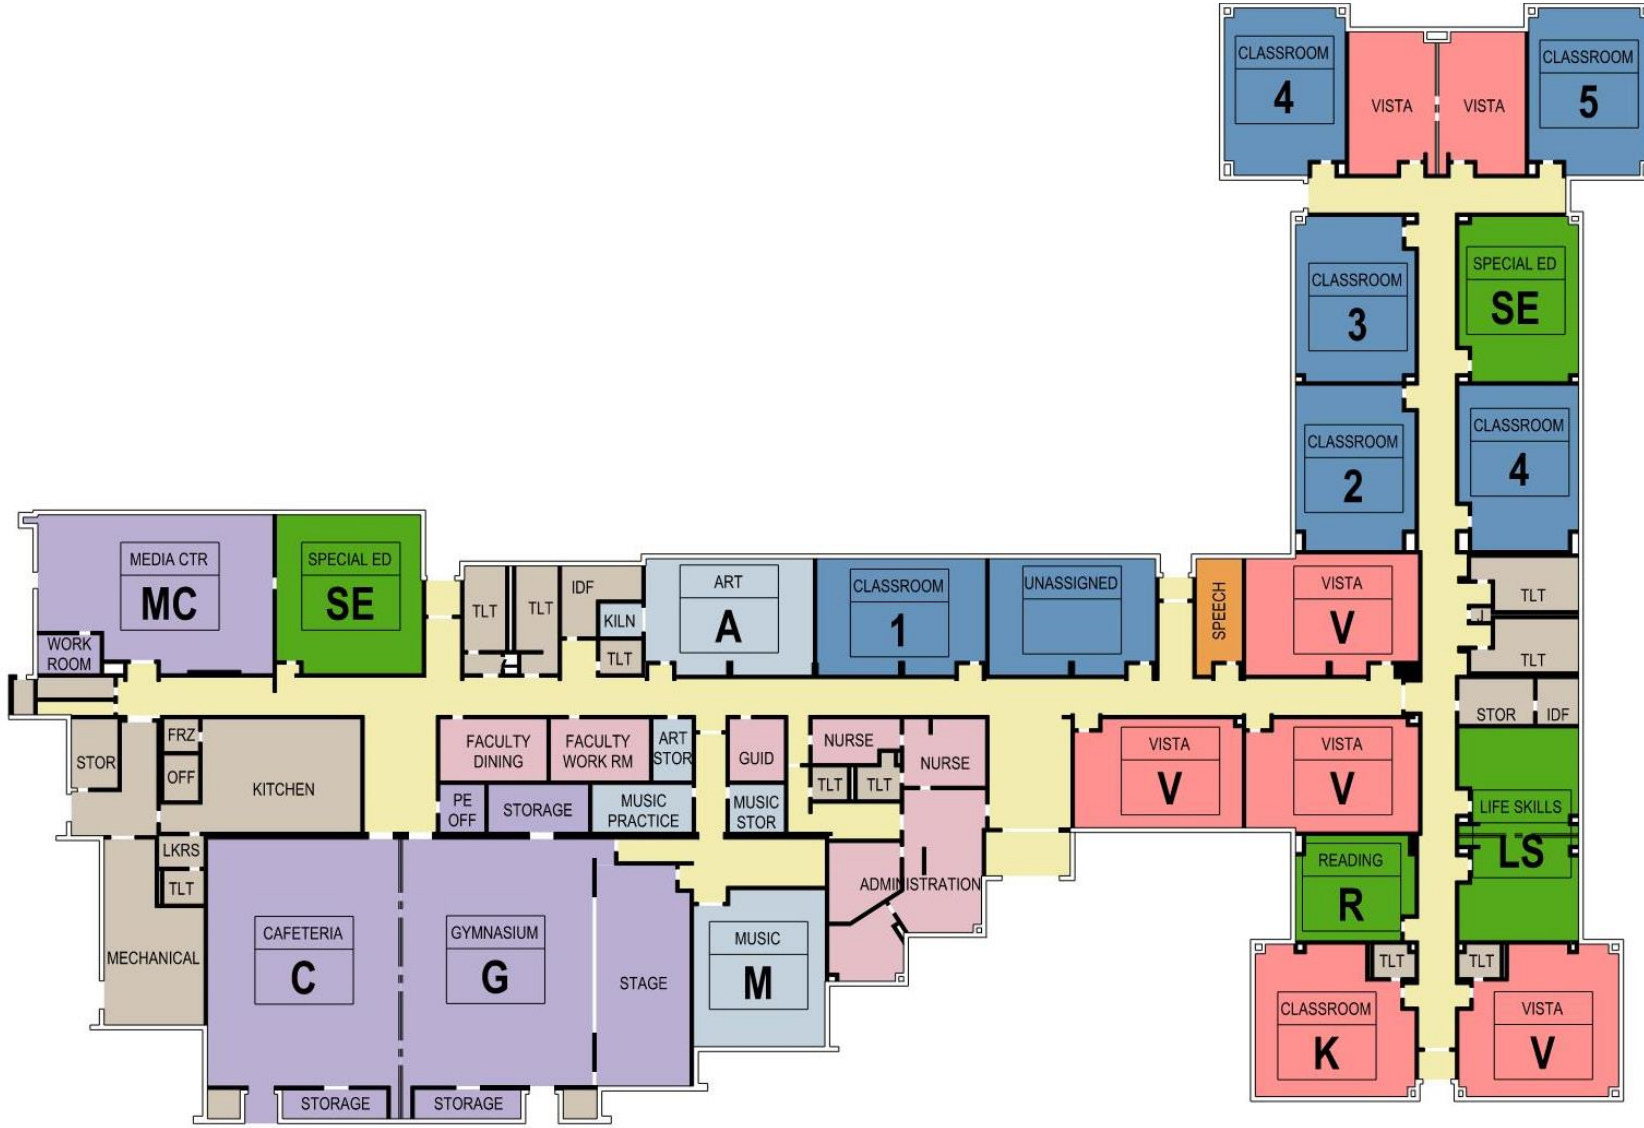 CLASSROOM
4
VISTA
VISTA
CLASSROOM
5
CLASSROOM
3
SPECIAL ED
SE
CLASSROOM
2
CLASSROOM
4
MEDIA CTR
MC
WORK
ROOM
SPECIAL ED
SE
TLT
TLT
IDF
KILN
TLT
ART
A
CLASSROOM
1
UNASSIGNED
SPEECH
VISTA
V
TLT
J
TLT
STOR
IDF
STOR
FRZ
OFF
KITCHEN
FACULTY
DINING
FACULTY
WORK RM
ART
STOR
GUID
NURSE
TLT
TLT
NURSE
VISTA
V
VISTA
V
PE
OFF
STORAGE
MUSIC
PRACTICE
MUSIC
STOR
LIFE SKILLS
LS
LKRS
TLT
MECHANICAL
CAFETERIA
C
GYMNASIUM
G
STAGE
MUSIC
M
ADMINISTRATION
READING
R
TLT
TLT
CLASSROOM
K
VISTA
V
STORAGE
STORAGE